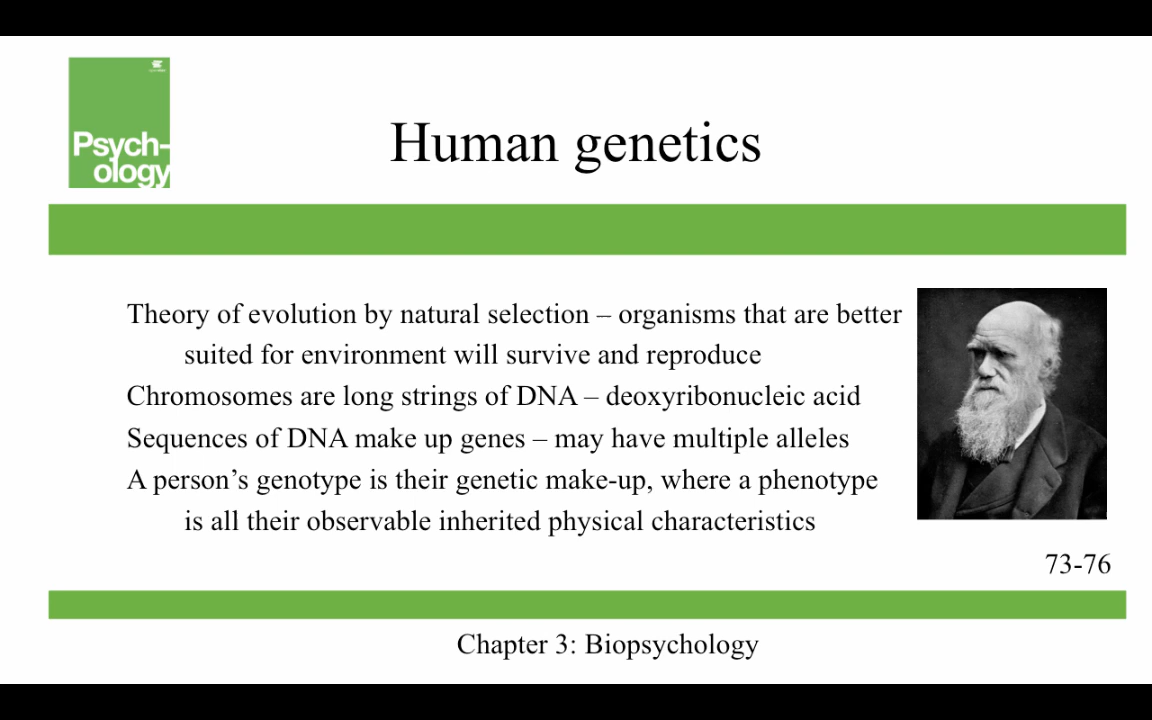 Psych-
ology
Human genetics
Theory of evolution by natural selection – organisms that are better
suited for environment will survive and reproduce
Chromosomes are long strings of DNA – deoxyribonucleic acid
Sequences of DNA make up genes – may have multiple alleles
A person’s genotype is their genetic make-up, where a phenotype
is all their observable inherited physical characteristics
73-76
Chapter 3: Biopsychology